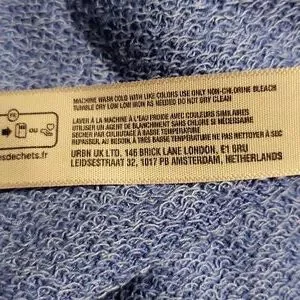 MACHINE WASH COLD WITH LIKE COLORS USE ONLY NON-CHLORINE BLEACH
TUMBLE DRY LOW LOW IRON AS NEEDED DO NOT DRY CLEAN
FR
OU
esdechets.fr
LAVER À LA MACHINE À L'EAU FROIDE AVEC COULEURS SIMILAIRES
UTILISER UN AGENT DE BLANCHIMENT SANS CHLORE SI NÉCESSAIRE
SÉCHER PAR CULBUTAGE À BASSE TEMPÉRATURE
REPASSER, AU BESOIN, À TRÈS BASSE TEMPÉRATURE NE PAS NETTOYER À SEC
URBN UK LTD. 146 BRICK LANE LONDON, E1 6RU
LEIDSESTRAAT 32, 1017 PB AMSTERDAM, NETHERLANDS